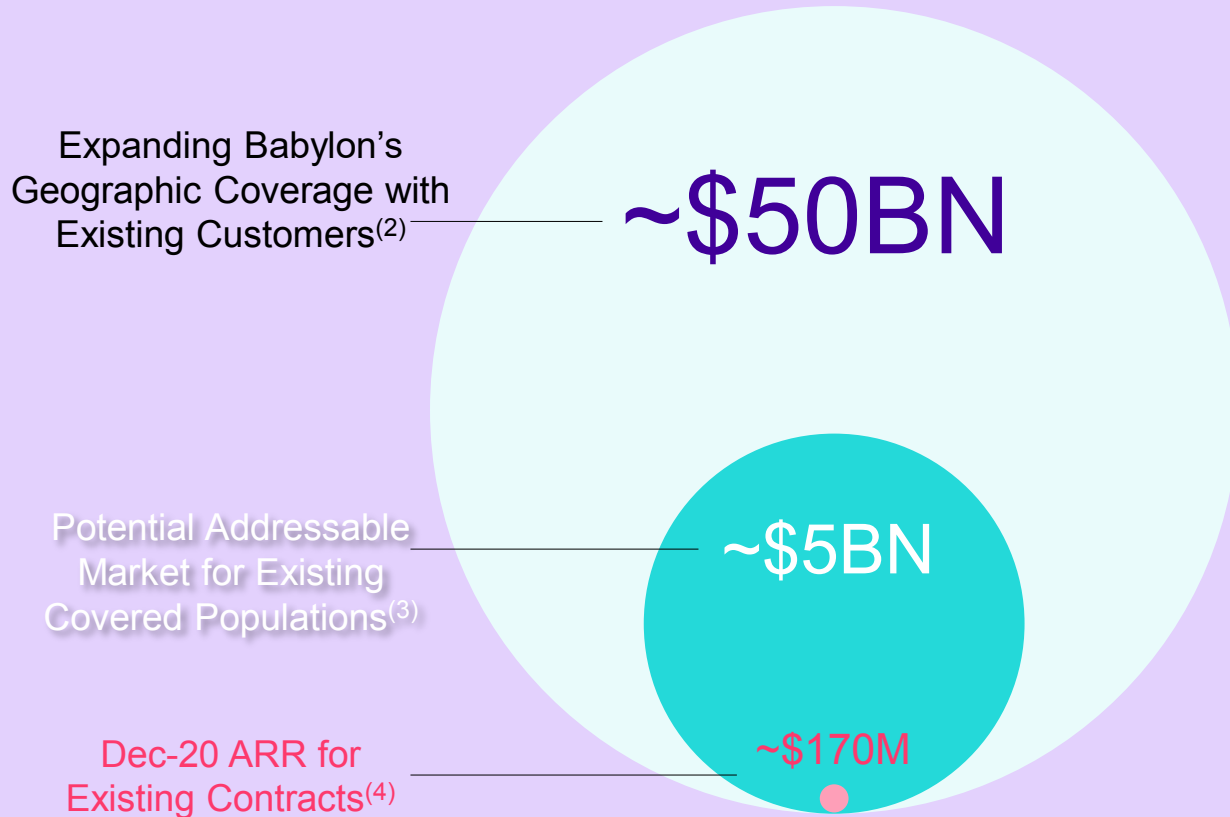 Expanding Babylon’s
Geographic Coverage with
Existing Customers(2)
~$50BN
Potential Addressable
Market for Existing
Covered Populations(3)
~$5BN
Dec-20 ARR for
Existing Contracts(4)
~$170M